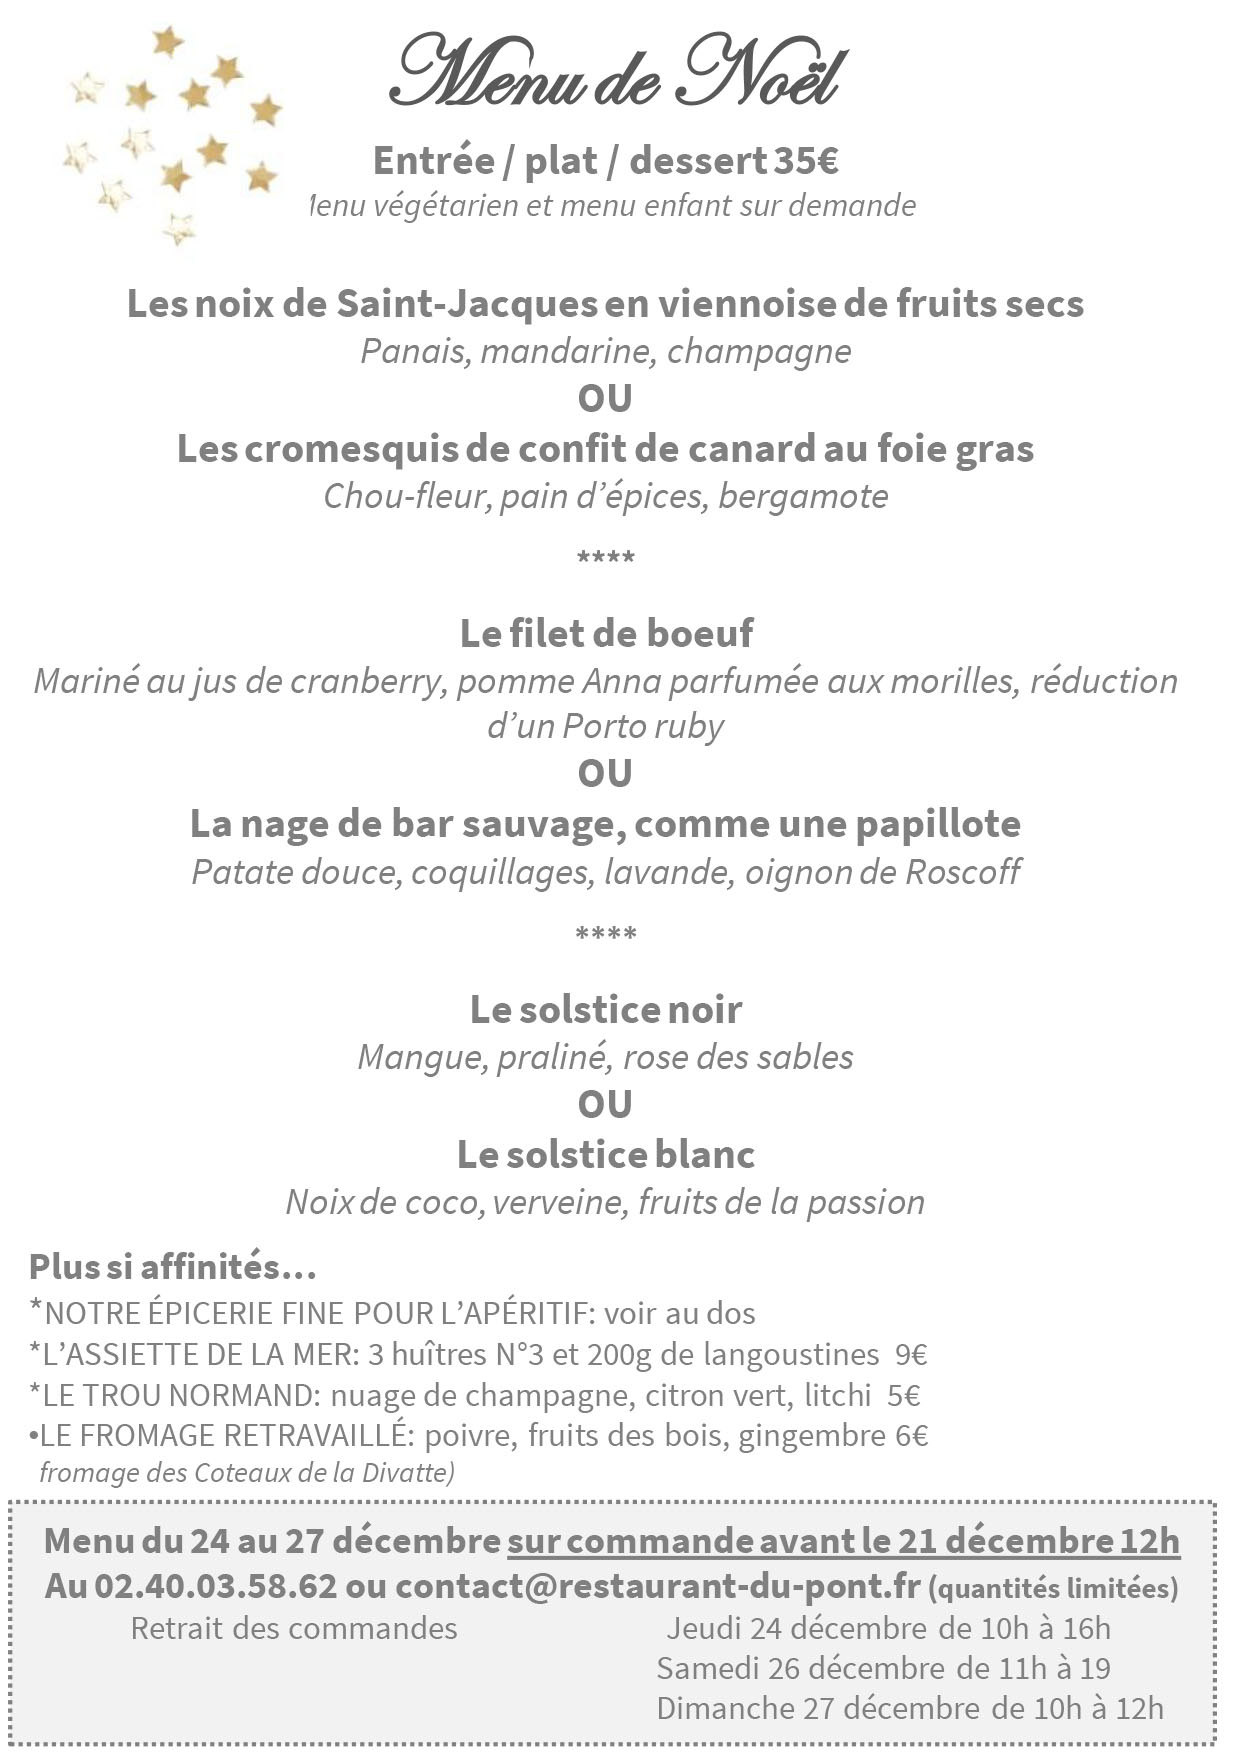 Menu de Noël
Entrée / plat / dessert 35€
enu végétarien et menu enfant sur demande
Les noix de Saint-Jacques en viennoise de fruits secs
Panais, mandarine, champagne
OU
Les cromesquis de confit de canard au foie gras
Chou-fleur, pain d’épices, bergamote
****
Le filet de boeuf
Mariné au jus de cranberry, pomme Anna parfumée aux morilles, réduction
d’un Porto ruby
OU
La nage de bar sauvage, comme une papillote
Patate douce, coquillages, lavande, oignon de Roscoff
****
Le solstice noir
Mangue, praliné, rose des sables
OU
Le solstice blanc
Noix de coco, verveine, fruits de la passion
Plus si affinités…
*NOTRE ÉPICERIE FINE POUR L’APÉRITIF: voir au dos
*L’ASSIETTE DE LA MER: 3 huîtres N°3 et 200g de langoustines 9€
*LE TROU NORMAND: nuage de champagne, citron vert, litchi 5€
•LE FROMAGE RETRAVAILLÉ: poivre, fruits des bois, gingembre 6€
fromage des Coteaux de la Divatte)
Menu du 24 au 27 décembre sur commande avant le 21 décembre 12h
Au 02.40.03.58.62 ou contact@restaurant-du-pont.fr (quantités limitées)
Retrait des commandes Jeudi 24 décembre de 10h à 16h
Samedi 26 décembre de 11h à 19
Dimanche 27 décembre de 10h à 12h